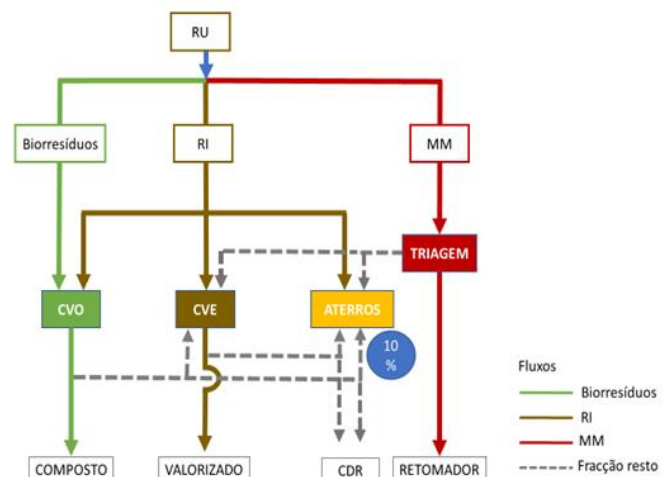 RU
Biorresíduos
RI
MM
TRIAGEM
CVO
CVE
ATERROS
10
%
Fluxos
Biorresíduos
RI
MM
Fracção resto
COMPOSTO
VALORIZADO
CDR
RETOMADOR